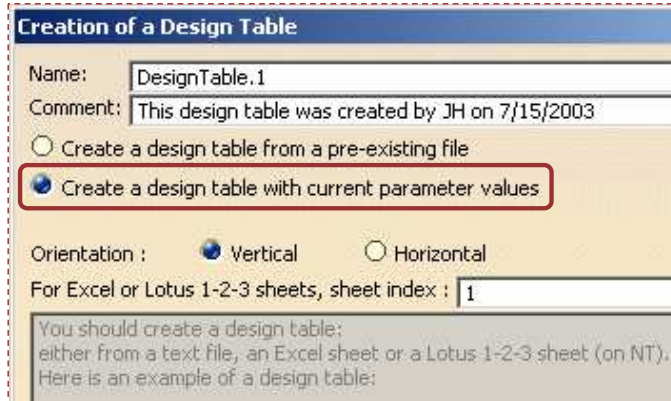 Creation of a Design Table
Name: DesignTable.1
Comment: This design table was created by JH on 7/15/2003
Create a design table from a pre-existing file
Create a design table with current parameter values
Orientation : Vertical Horizontal
For Excel or Lotus 1-2-3 sheets, sheet index : 1
You should create a design table:
either from a text file, an Excel sheet or a Lotus 1-2-3 sheet (on NT).
Here is an example of a design table: